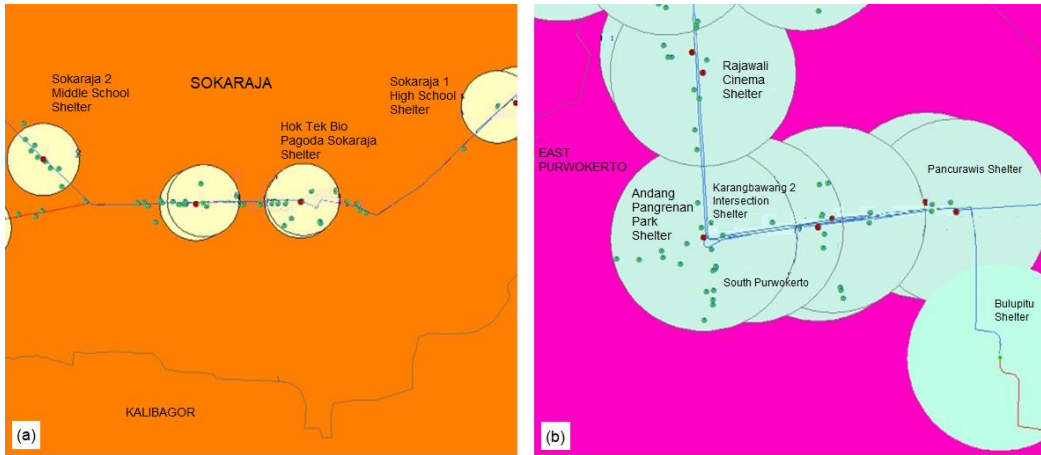 Sokaraja 2
Middle School
Shelter
SOKARAJA
Sokaraja 1
High School
Shelter
Hok Tek Bio
Pagoda Sokaraja
Shelter
KALIBAGOR
(a)
Rajawali
Cinema
Shelter
EAST
PURWOKERTO
Pancurawis Shelter
Andang
Pangrenan
Park
Shelter
Karangbawang 2
Intersection
Shelter
South Purwokerto
Bulupitu
Shelter
(b)